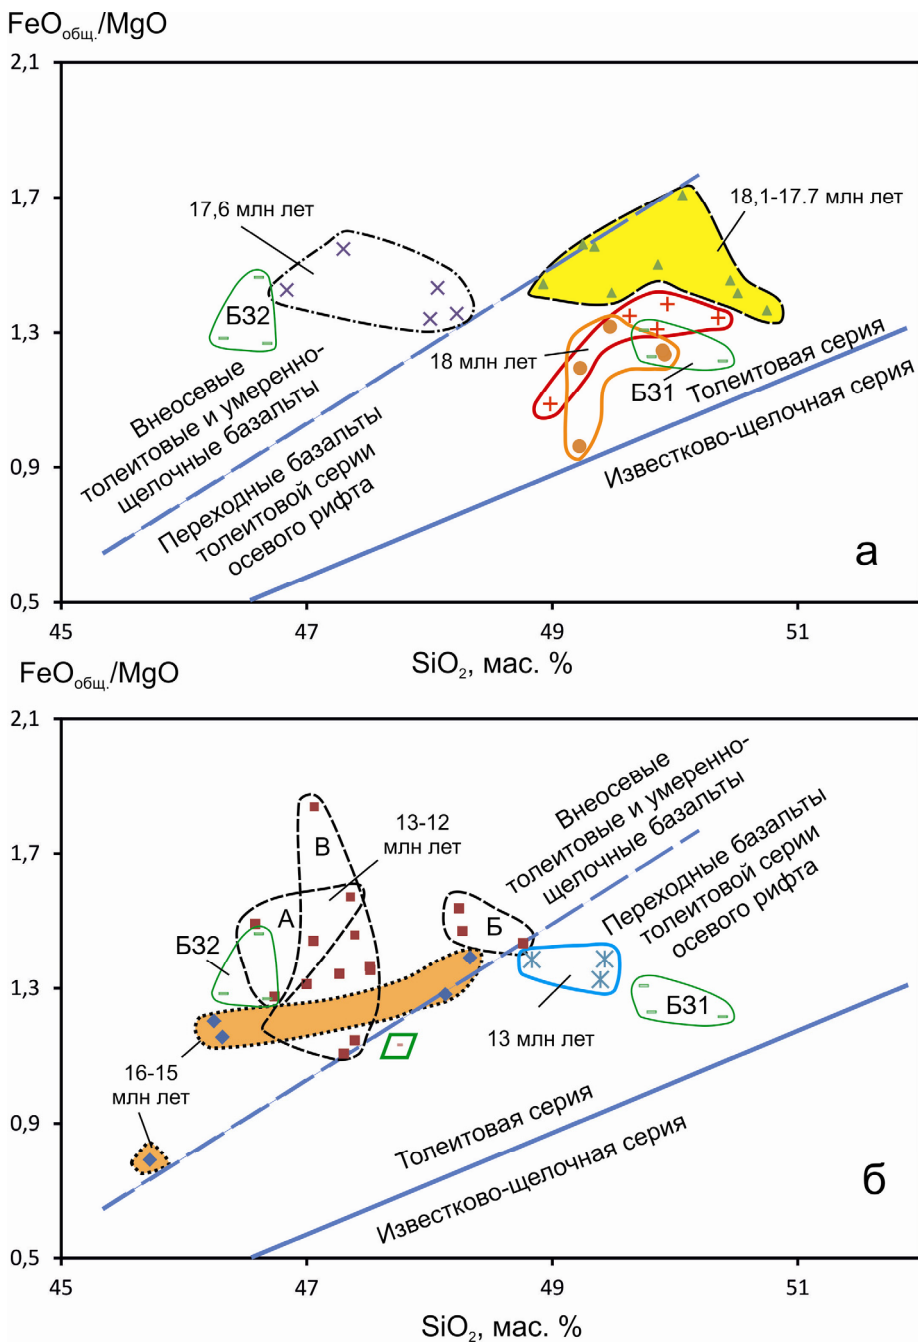 FeOобщ./MgO
2,1
1,7
1,3
0,9
0,5
17,6 млн лет
18,1-17.7 млн лет
Б32
18 млн лет
Б31
Внеосевые
толеитовые и умеренно-
щелочные базальты
Переходные базальты
толеитовой серии
осевого рифта
Толеитовая серия
Известково-щелочная серия
а
45
47
49
51
SiO₂, мас. %
FeOобщ./MgO
2,1
1,7
1,3
0,9
0,5
Внеосевые
толеитовые и умеренно-
щелочные базальты
Переходные базальты
толеитовой серии
осевого рифта
В
13-12
млн лет
А
Б
Б32
13 млн лет
Б31
16-15
млн лет
Толеитовая серия
Известково-щелочная серия
б
45
47
49
51
SiO₂, мас. %